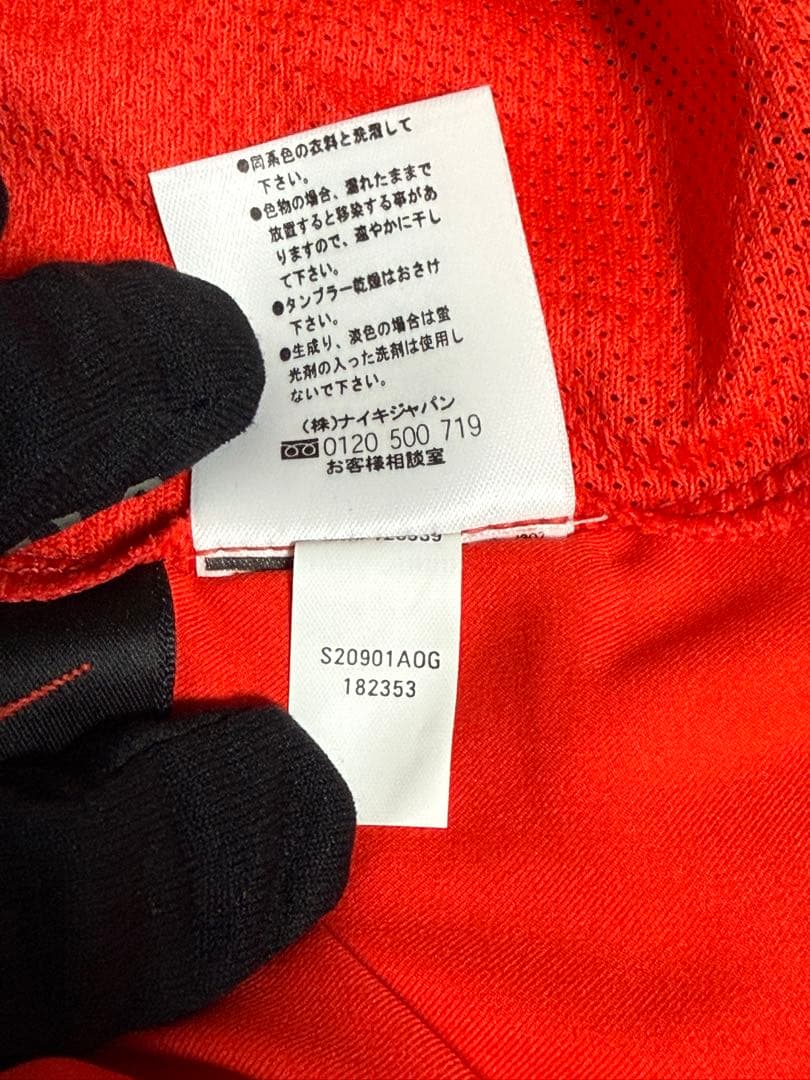 ●同系色の衣料と洗濯して
下さい。
●色物の場合、濡れたままで
放置すると移染する事があ
りますので、速やかに干し
て下さい。
●タンブラー乾燥はおさけ
下さい。
●生成り、淡色の場合は蛍
光剤の入った洗剤は使用し
ないで下さい。
(株)ナイキジャパン
0120 500 719
お客様相談室
S20901A0G
182353